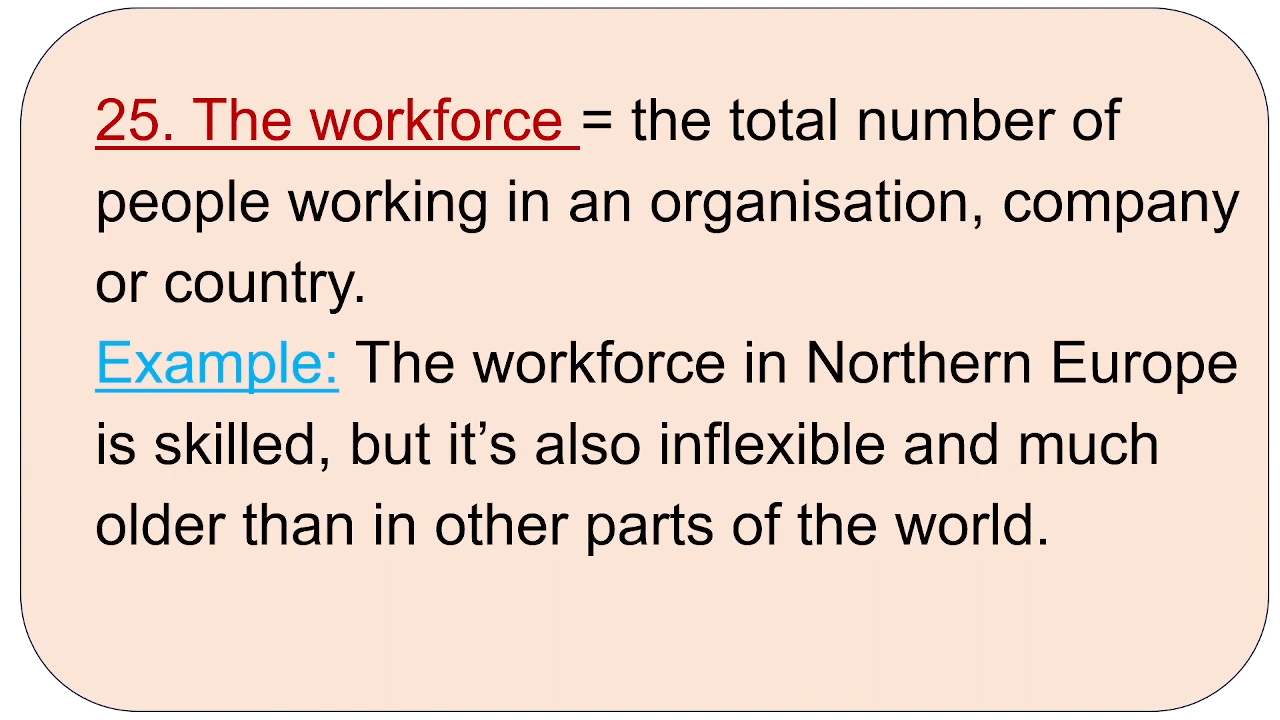 25. The workforce = the total number of
people working in an organisation, company
or country.
Example: The workforce in Northern Europe
is skilled, but it’s also inflexible and much
older than in other parts of the world.